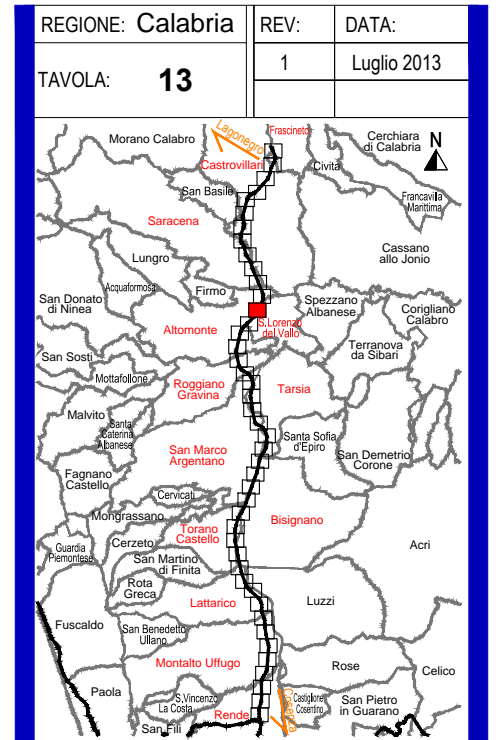 REGIONE: Calabria
REV:
DATA:
TAVOLA: 13
1
Luglio 2013
Lagonegro
Frascineto
Morano Calabro
Cerchiara
di Calabria
N
Castrovillari
Civita
San Basile
Francavilla
Marittima
Saracena
Lungro
Cassano
allo Jonio
Acquaformosa
Firmo
San Donato
di Ninea
Spezzano
Albanese
Corigliano
Calabro
S.Lorenzo
del Vallo
Altomonte
Terranova
da Sibari
San Sosti
Mottafollone
Roggiano
Gravina
Tarsia
Malvito
Santa
Caterina
Albanese
Santa Sofia
d'Epiro
San Marco
Argentano
San Demetrio
Corone
Fagnano
Castello
Cervicati
Mongrassano
Bisignano
Torano
Castello
Guardia
Piemontese
Cerzeto
Acri
San Martino
di Finita
Rota
Greca
Lattarico
Luzzi
Fuscaldo
San Benedetto
Ullano
Montalto Uffugo
Rose
Celico
Paola
S.Vincenzo
La Costa
Cosenza
Castiglione
Cosentino
San Pietro
in Guarano
Rende
San Fili